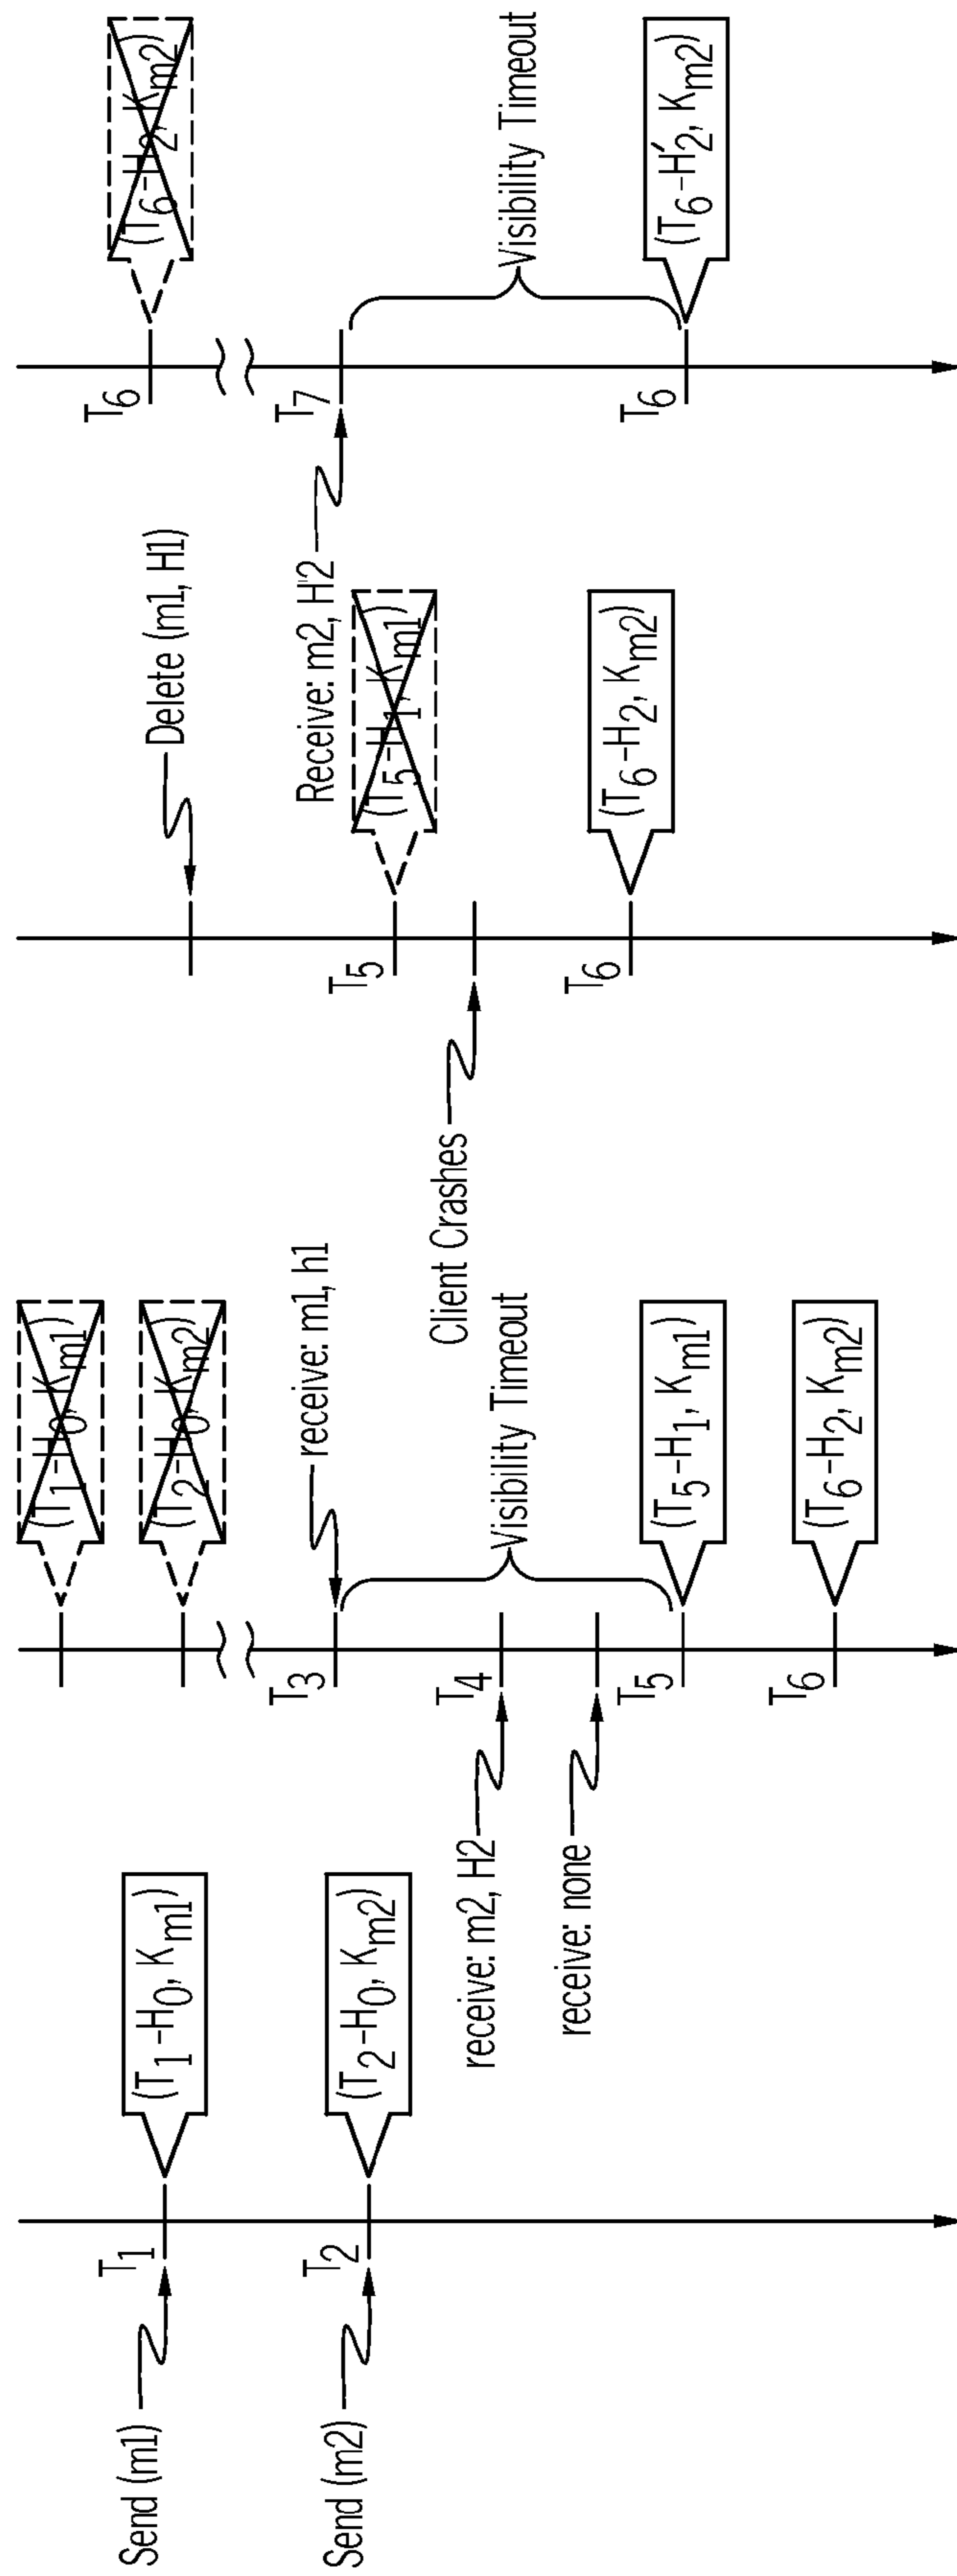 Send (m1)
T1
(T1-H0, Km1)
Send (m2)
T2
(T2-H0, Km2)
(T1-H0, Km1)
(T2-H0, Km2)
T3
receive: m1, h1
receive: m2, H2
T4
Visibility Timeout
receive: none
T5
(T5-H1, Km1)
T6
(T6-H2, Km2)
Delete (m1, H1)
T5
(T5-H1, Km1)
Client Crashes
T6
(T6-H2, Km2)
T6
(T6-H2, Km2)
Receive: m2, H'2
T7
Visibility Timeout
T6
(T6-H'2, Km2)